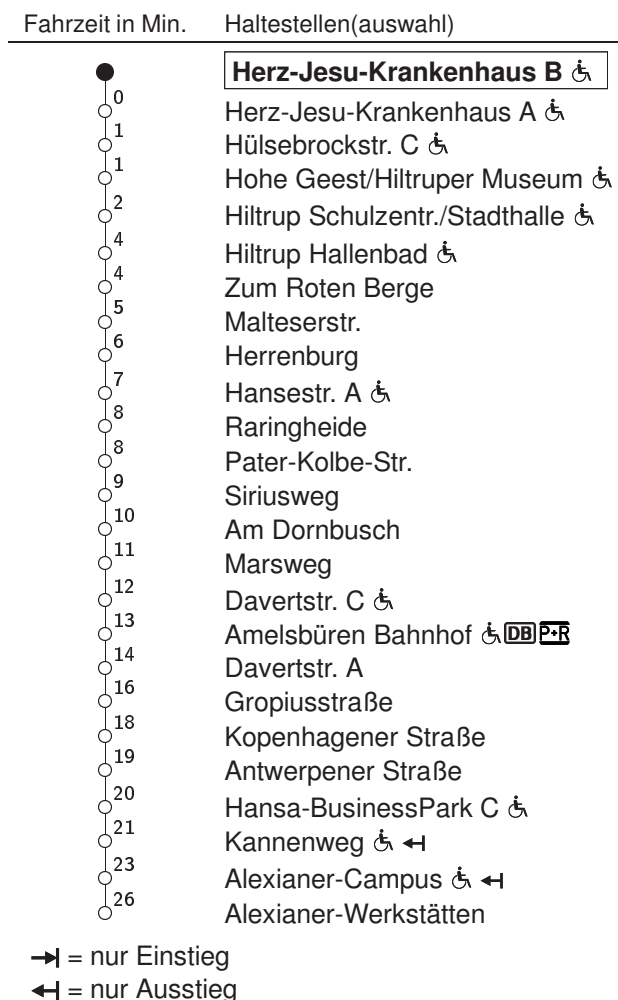 Fahrzeit in Min. Haltestellen(auswahl)
Herz-Jesu-Krankenhaus B
0 Herz-Jesu-Krankenhaus A
1 Hülsebrockstr. C
1 Hohe Geest/Hiltruper Museum
2 Hiltrup Schulzentr./Stadthalle
4 Hiltrup Hallenbad
4 Zum Roten Berge
5 Malteserstr.
6 Herrenburg
7 Hansestr. A
8 Raringheide
8 Pater-Kolbe-Str.
9 Siriusweg
10 Am Dornbusch
11 Marsweg
12 Davertstr. C
13 Amelsbüren Bahnhof DB P+R
14 Davertstr. A
16 Gropiusstraße
18 Kopenhagener Straße
19 Antwerpener Straße
20 Hansa-BusinessPark C
21 Kannenweg
23 Alexianer-Campus
26 Alexianer-Werkstätten
= nur Einstieg
= nur Ausstieg